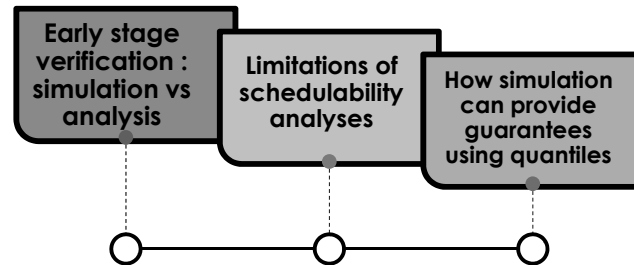 Early stage
verification :
simulation vs
analysis
Limitations of
schedulability
analyses
How simulation
can provide
guarantees
using quantiles